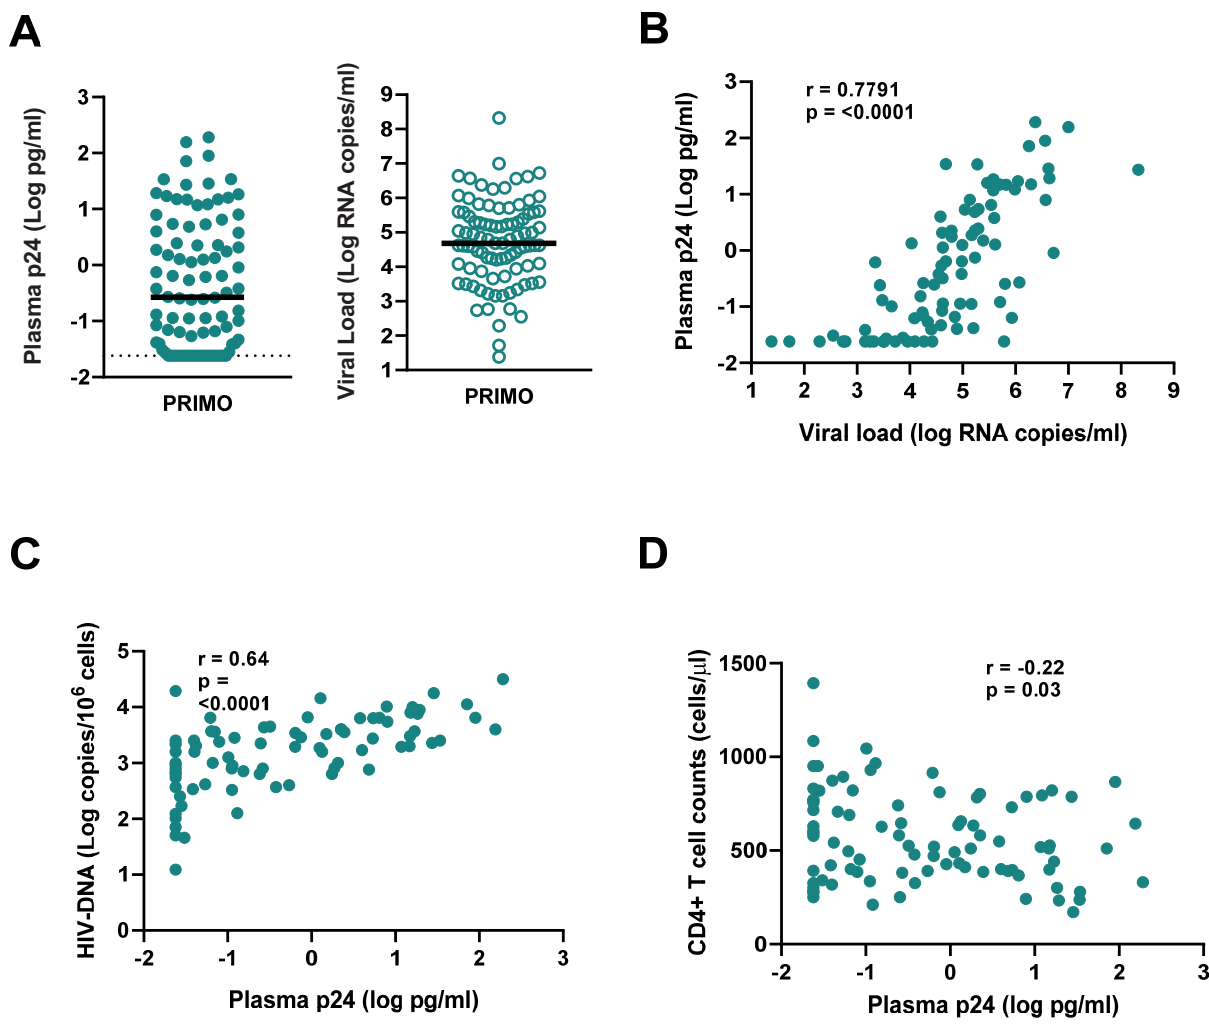 A
Plasma p24 (Log pg/ml)
3
2
1
0
-1
-2
PRIMO
Viral Load (Log RNA copies/ml)
9
8
7
6
5
4
3
2
1
PRIMO
B
Plasma p24 (Log pg/ml)
3
2
1
0
-1
-2
r = 0.7791
p = <0.0001
1 2 3 4 5 6 7 8 9
Viral load (log RNA copies/ml)
C
HIV-DNA (Log copies/10⁶ cells)
5
4
3
2
1
0
r = 0.64
p =
<0.0001
-2 -1 0 1 2 3
Plasma p24 (log pg/ml)
D
CD4+ T cell counts (cells/μl)
1500
1000
500
0
r = -0.22
p = 0.03
-2 -1 0 1 2 3
Plasma p24 (log pg/ml)